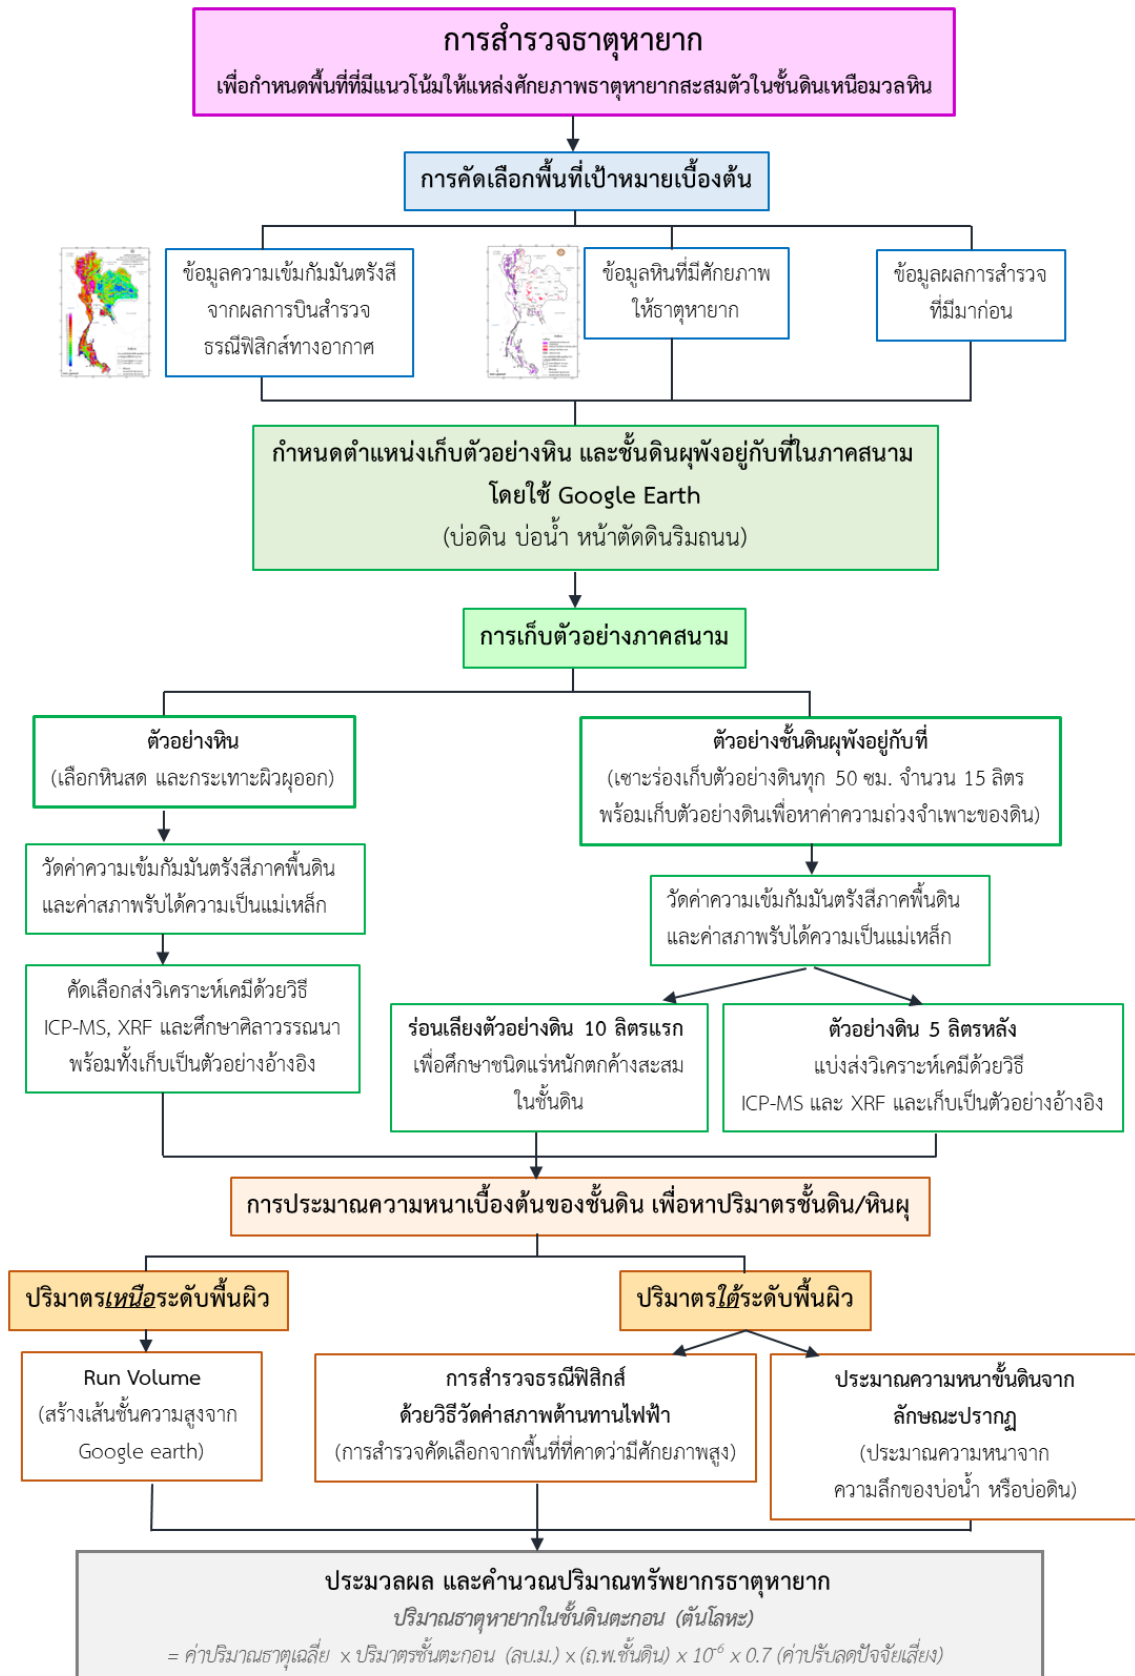 การสำรวจธาตุหายาก
เพื่อกำหนดพื้นที่ที่มีแนวโน้มให้แหล่งศักยภาพธาตุหายากสะสมตัวในชั้นดินเหนือมวลหิน
การคัดเลือกพื้นที่เป้าหมายเบื้องต้น
ข้อมูลความเข้มกัมมันตรังสี
จากผลการบินสำรวจ
ธรณีฟิสิกส์ทางอากาศ
ข้อมูลหินที่มีศักยภาพ
ให้ธาตุหายาก
ข้อมูลผลการสำรวจ
ที่มีมาก่อน
กำหนดตำแหน่งเก็บตัวอย่างหิน และชั้นดินผุพังอยู่กับที่ในภาคสนาม
โดยใช้ Google Earth
(บ่อดิน บ่อน้ำ หน้าตัดดินริมถนน)
การเก็บตัวอย่างภาคสนาม
ตัวอย่างหิน
(เลือกหินสด และกระเทาะผิวผุออก)
วัดค่าความเข้มกัมมันตรังสีภาคพื้นดิน
และค่าสภาพรับได้ความเป็นแม่เหล็ก
คัดเลือกส่งวิเคราะห์เคมีด้วยวิธี
ICP-MS, XRF และศึกษาศิลาวรรณนา
พร้อมทั้งเก็บเป็นตัวอย่างอ้างอิง
ตัวอย่างชั้นดินผุพังอยู่กับที่
(เซาะร่องเก็บตัวอย่างดินทุก 50 ซม. จำนวน 15 ลิตร
พร้อมเก็บตัวอย่างดินเพื่อหาค่าความถ่วงจำเพาะของดิน)
วัดค่าความเข้มกัมมันตรังสีภาคพื้นดิน
และค่าสภาพรับได้ความเป็นแม่เหล็ก
ร่อนเลียงตัวอย่างดิน 10 ลิตรแรก
เพื่อศึกษาชนิดแร่หนักตกค้างสะสม
ในชั้นดิน
ตัวอย่างดิน 5 ลิตรหลัง
แบ่งส่งวิเคราะห์เคมีด้วยวิธี
ICP-MS และ XRF และเก็บเป็นตัวอย่างอ้างอิง
การประมาณความหนาเบื้องต้นของชั้นดิน เพื่อหาปริมาตรชั้นดิน/หินผุ
ปริมาตรเหนือระดับพื้นผิว
Run Volume
(สร้างเส้นชั้นความสูงจาก
Google earth)
ปริมาตรใต้ระดับพื้นผิว
การสำรวจธรณีฟิสิกส์
ด้วยวิธีวัดค่าสภาพต้านทานไฟฟ้า
(การสำรวจคัดเลือกจากพื้นที่ที่คาดว่ามีศักยภาพสูง)
ประมาณความหนาชั้นดินจาก
ลักษณะปรากฏ
(ประมาณความหนาจาก
ความลึกของบ่อน้ำ หรือบ่อดิน)
ประมวลผล และคำนวณปริมาณทรัพยากรธาตุหายาก
ปริมาณธาตุหายากในชั้นดินตะกอน (ตันโลหะ)
= ค่าปริมาณธาตุเฉลี่ย x ปริมาตรชั้นตะกอน (ลบ.ม.) x (ถ.พ.ชั้นดิน) x 10⁻⁶ x 0.7 (ค่าปรับลดปัจจัยเสี่ยง)